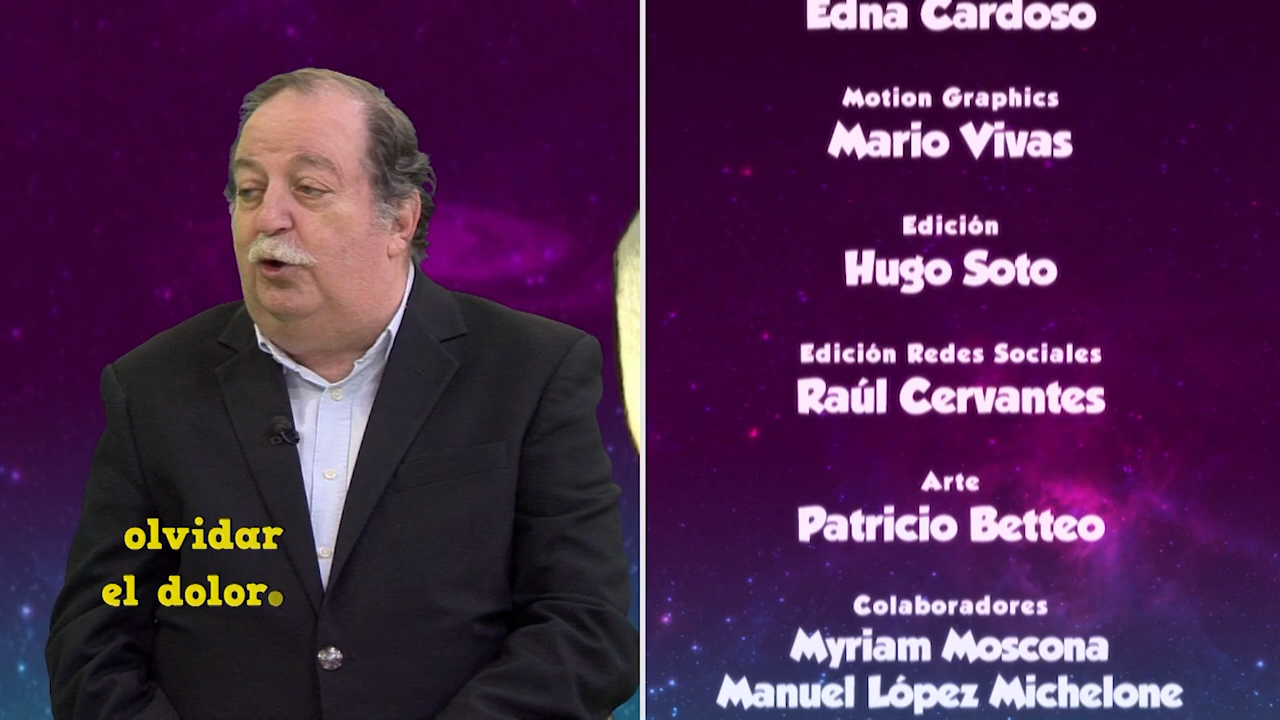 olvidar
el dolor.
Edna Cardoso
Motion Graphics
Mario Vivas
Edición
Hugo Soto
Edición Redes Sociales
Raúl Cervantes
Arte
Patricio Betteo
Colaboradores
Myriam Moscona
Manuel López Michelone